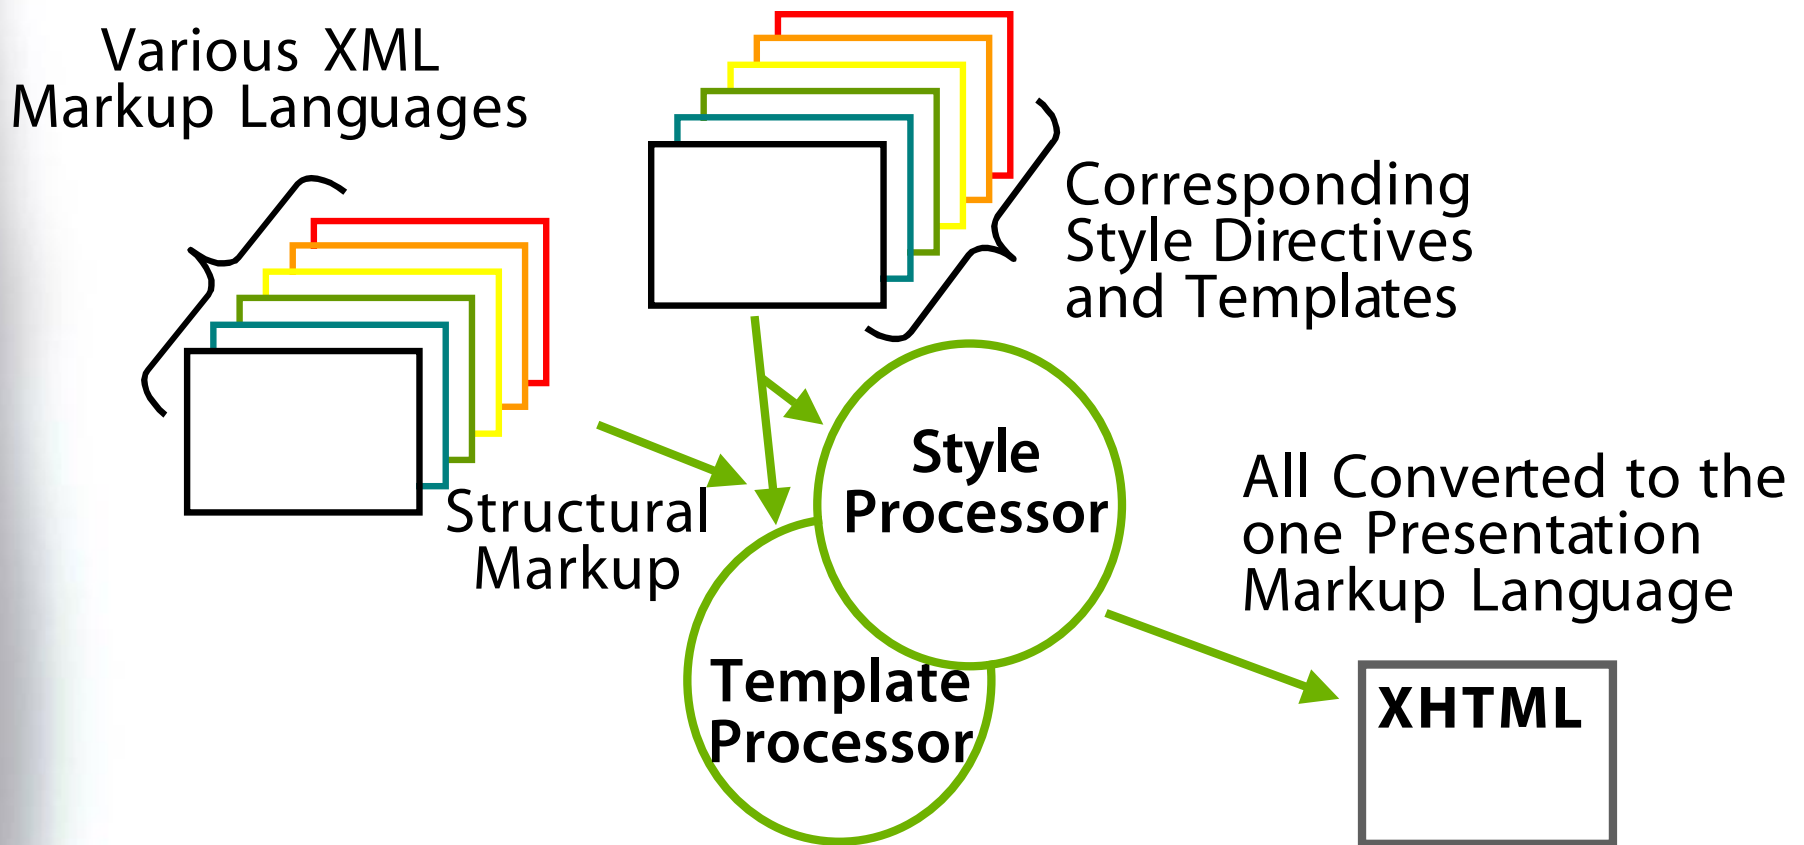 Various XML
Markup Languages
Corresponding
Style Directives
and Templates
Structural
Markup
Style
Processor
Template
Processor
All Converted to the
one Presentation
Markup Language
XHTML